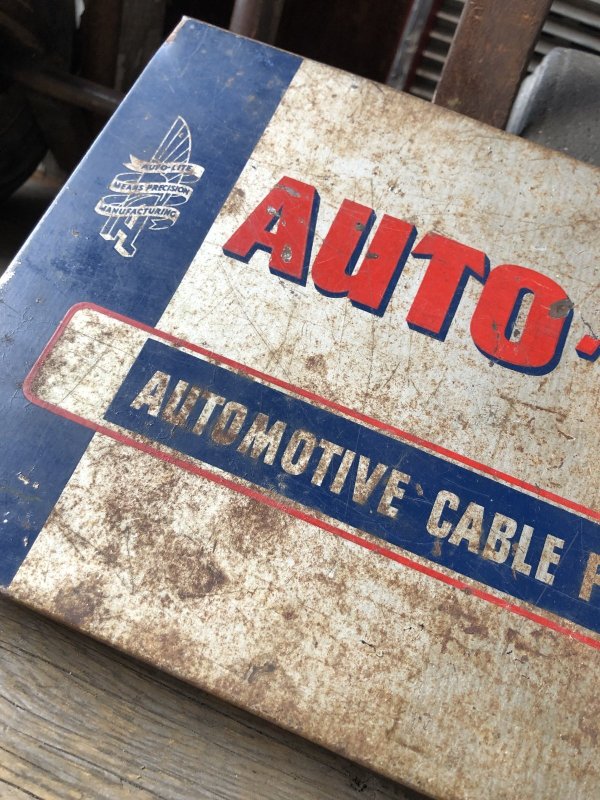 AUTO-LITE
MEANS PRECISION
MANUFACTURING
AUTO-
AUTOMOTIVE CABLE